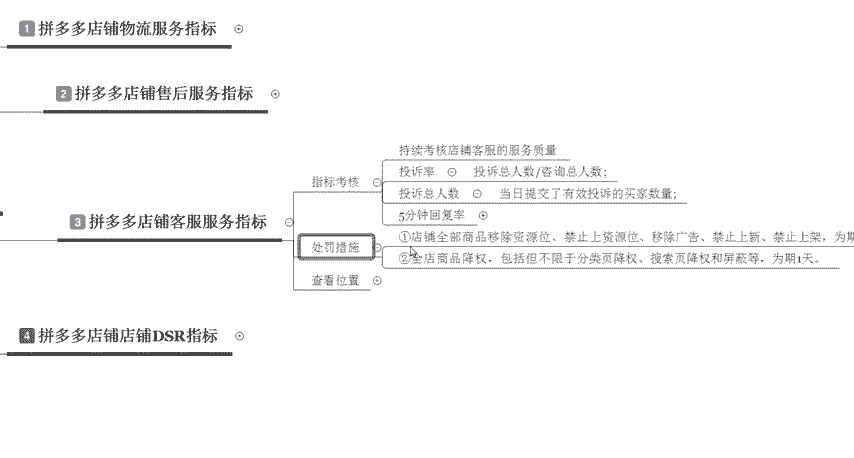 1 拼多多店铺物流服务指标
2 拼多多店铺售后服务指标
3 拼多多店铺客服服务指标
指标考核
持续考核店铺客服的服务质量
投诉率 投诉总人数/咨询总人数;
投诉总人数 当日提交了有效投诉的买家数量;
5分钟回复率
处罚措施
①店铺全部商品移除资源位、禁止上资源位、移除广告、禁止上新、禁止上架，为期
②全店商品降权，包括但不限于分类页降权、搜索页降权和屏蔽等，为期1天。
查看位置
4 拼多多店铺店铺DSR指标